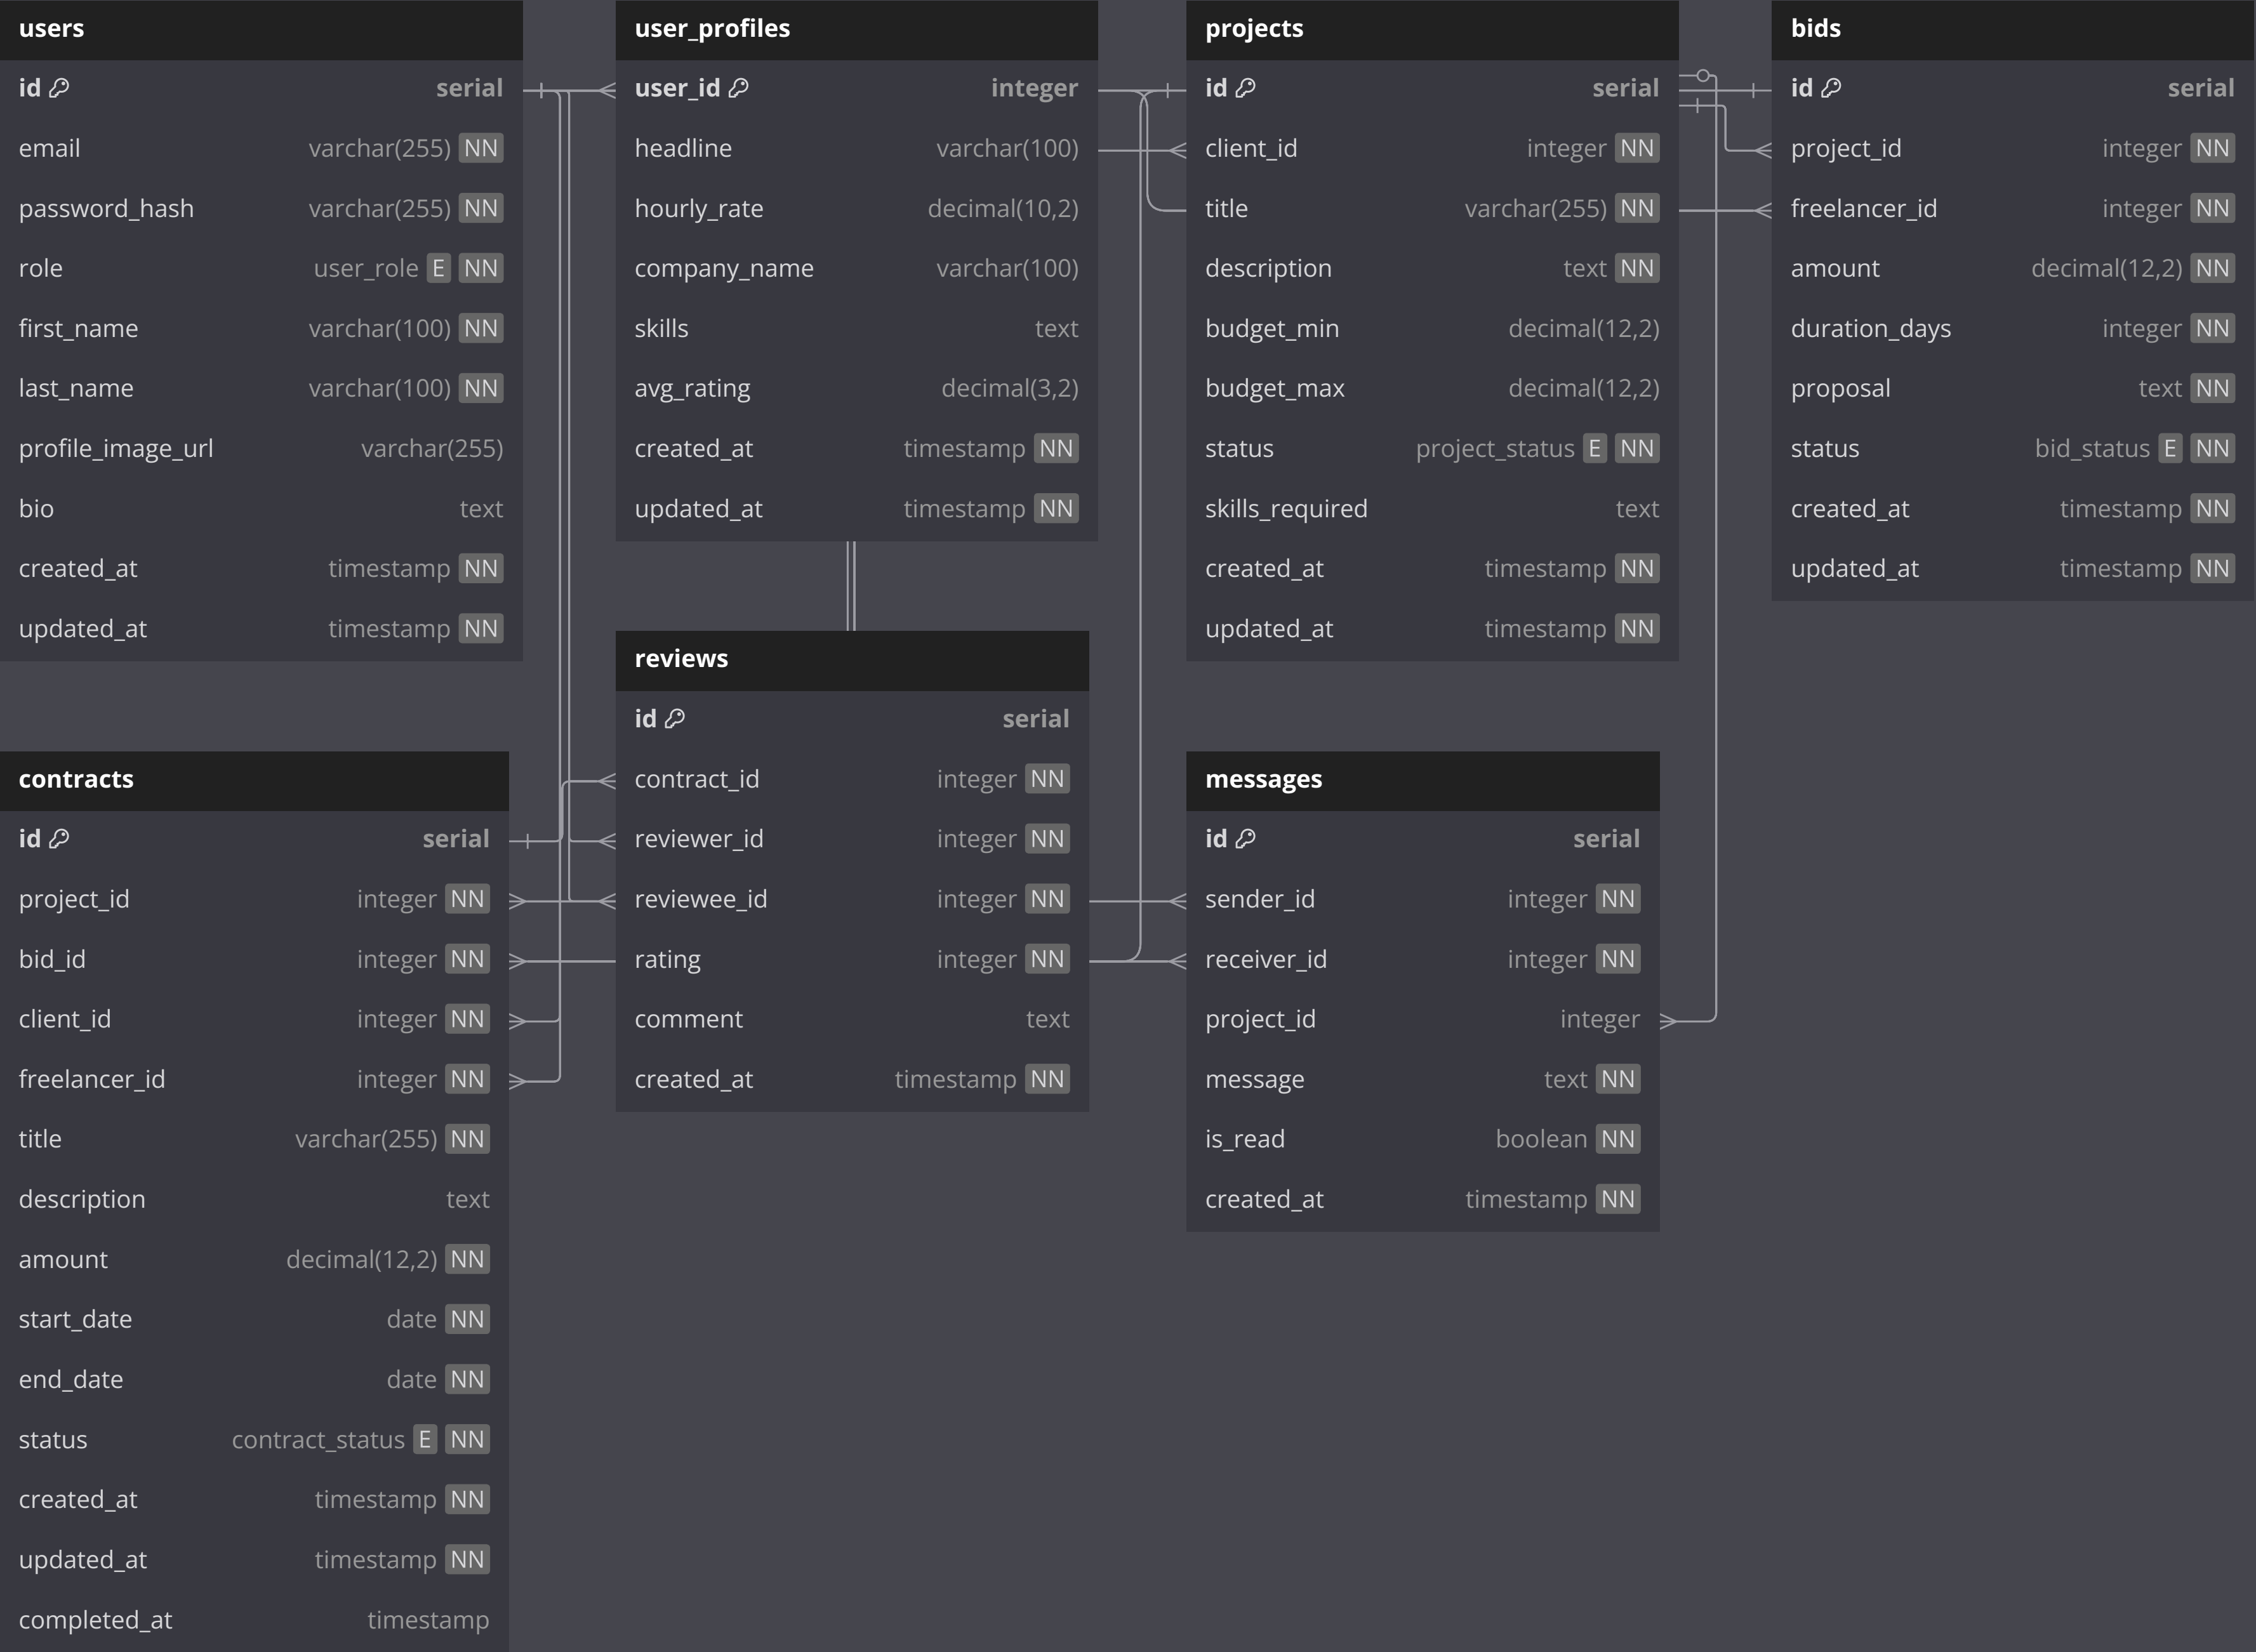 users
id serial
email varchar(255) NN
password_hash varchar(255) NN
role user_role E NN
first_name varchar(100) NN
last_name varchar(100) NN
profile_image_url varchar(255)
bio text
created_at timestamp NN
updated_at timestamp NN
user_profiles
user_id integer
headline varchar(100)
hourly_rate decimal(10,2)
company_name varchar(100)
skills text
avg_rating decimal(3,2)
created_at timestamp NN
updated_at timestamp NN
projects
id serial
client_id integer NN
title varchar(255) NN
description text NN
budget_min decimal(12,2)
budget_max decimal(12,2)
status project_status E NN
skills_required text
created_at timestamp NN
updated_at timestamp NN
bids
id serial
project_id integer NN
freelancer_id integer NN
amount decimal(12,2) NN
duration_days integer NN
proposal text NN
status bid_status E NN
created_at timestamp NN
updated_at timestamp NN
contracts
id serial
project_id integer NN
bid_id integer NN
client_id integer NN
freelancer_id integer NN
title varchar(255) NN
description text
amount decimal(12,2) NN
start_date date NN
end_date date NN
status contract_status E NN
created_at timestamp NN
updated_at timestamp NN
completed_at timestamp
reviews
id serial
contract_id integer NN
reviewer_id integer NN
reviewee_id integer NN
rating integer NN
comment text
created_at timestamp NN
messages
id serial
sender_id integer NN
receiver_id integer NN
project_id integer
message text NN
is_read boolean NN
created_at timestamp NN